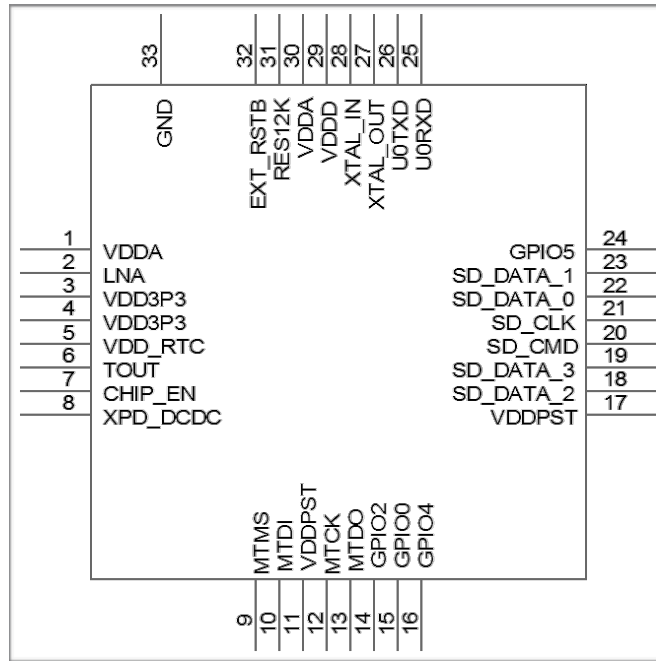 33
32
31
30
29
28
27
26
25
GND
EXT_RSTB
RES12K
VDDA
VDDD
XTAL_IN
XTAL_OUT
U0TXD
U0RXD
1 VDDA
2 LNA
3 VDD3P3
4 VDD3P3
5 VDD_RTC
6 TOUT
7 CHIP_EN
8 XPD_DCDC
GPIO5 24
SD_DATA_1 23
SD_DATA_0 22
SD_CLK 21
SD_CMD 20
SD_DATA_3 19
SD_DATA_2 18
VDDPST 17
MTMS
MTDI
VDDPST
MTCK
MTDO
GPIO2
GPIO0
GPIO4
9
10
11
12
13
14
15
16